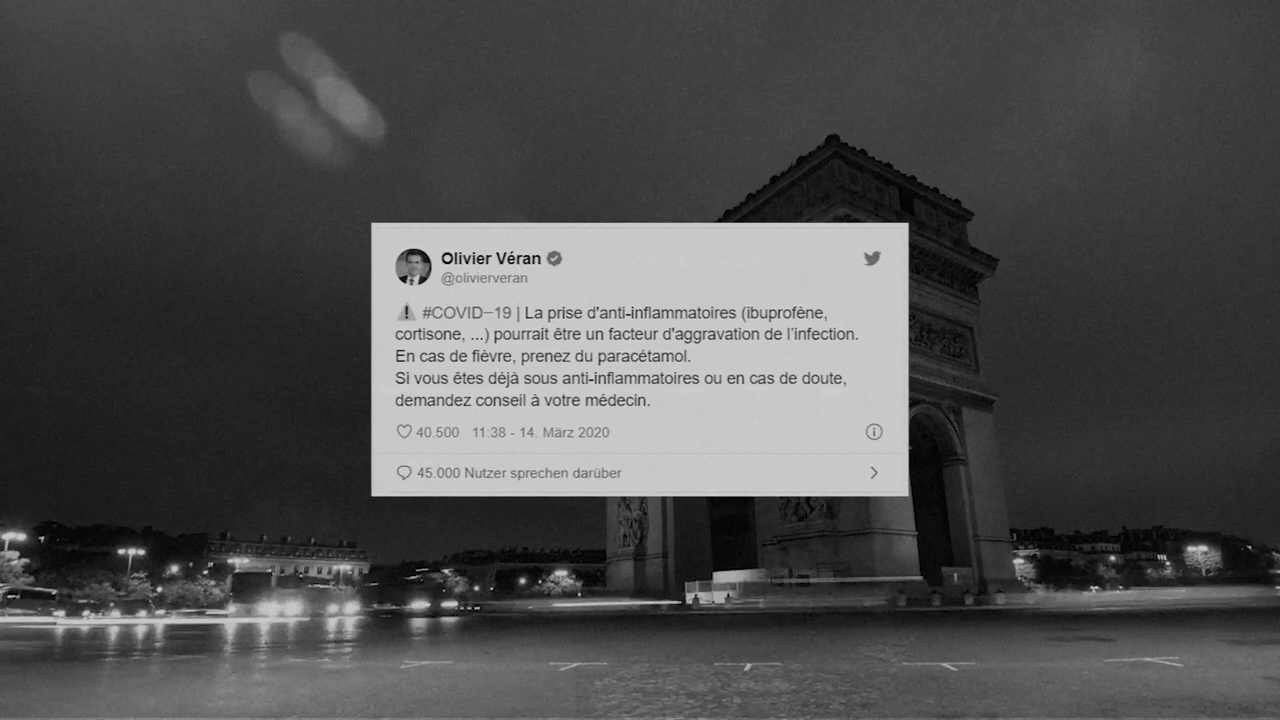 Olivier Véran
@olivierveran
⚠ #COVID−19 | La prise d'anti-inflammatoires (ibuprofène,
cortisone, ...) pourrait être un facteur d'aggravation de l’infection.
En cas de fièvre, prenez du paracétamol.
Si vous êtes déjà sous anti-inflammatoires ou en cas de doute,
demandez conseil à votre médecin.
40.500 11:38 - 14. März 2020
45.000 Nutzer sprechen darüber